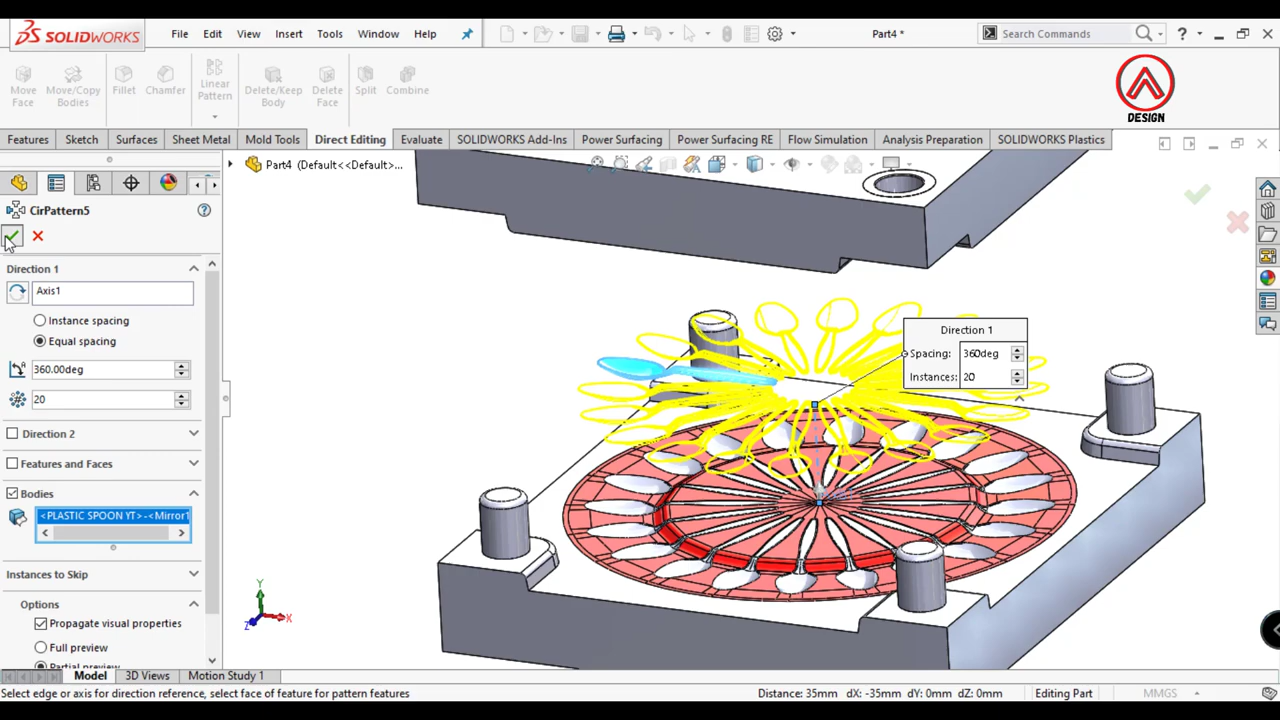 SOLIDWORKS
File Edit View Insert Tools Window Help
Part4 *
Search Commands
?
Move Face
Move/Copy Bodies
Fillet
Chamfer
Linear Pattern
Delete/Keep Body
Delete Face
Split
Combine
DESIGN
Features Sketch Surfaces Sheet Metal Mold Tools Direct Editing Evaluate SOLIDWORKS Add-Ins Power Surfacing Power Surfacing RE Flow Simulation Analysis Preparation SOLIDWORKS Plastics
Part4 (Default<<Default>...
CirPattern5
Direction 1
Axis1
Instance spacing
Equal spacing
360.00deg
20
Direction 2
Features and Faces
Bodies
<PLASTIC SPOON YT>-<Mirror1
Instances to Skip
Options
Propagate visual properties
Full preview
Partial preview
Direction 1
Spacing: 360deg
Instances: 20
Y
X
Z
Model 3D Views Motion Study 1
Select edge or axis for direction reference, select face of feature for pattern features
Distance: 35mm dX: -35mm dY: 0mm dZ: 0mm
Editing Part
MMGS